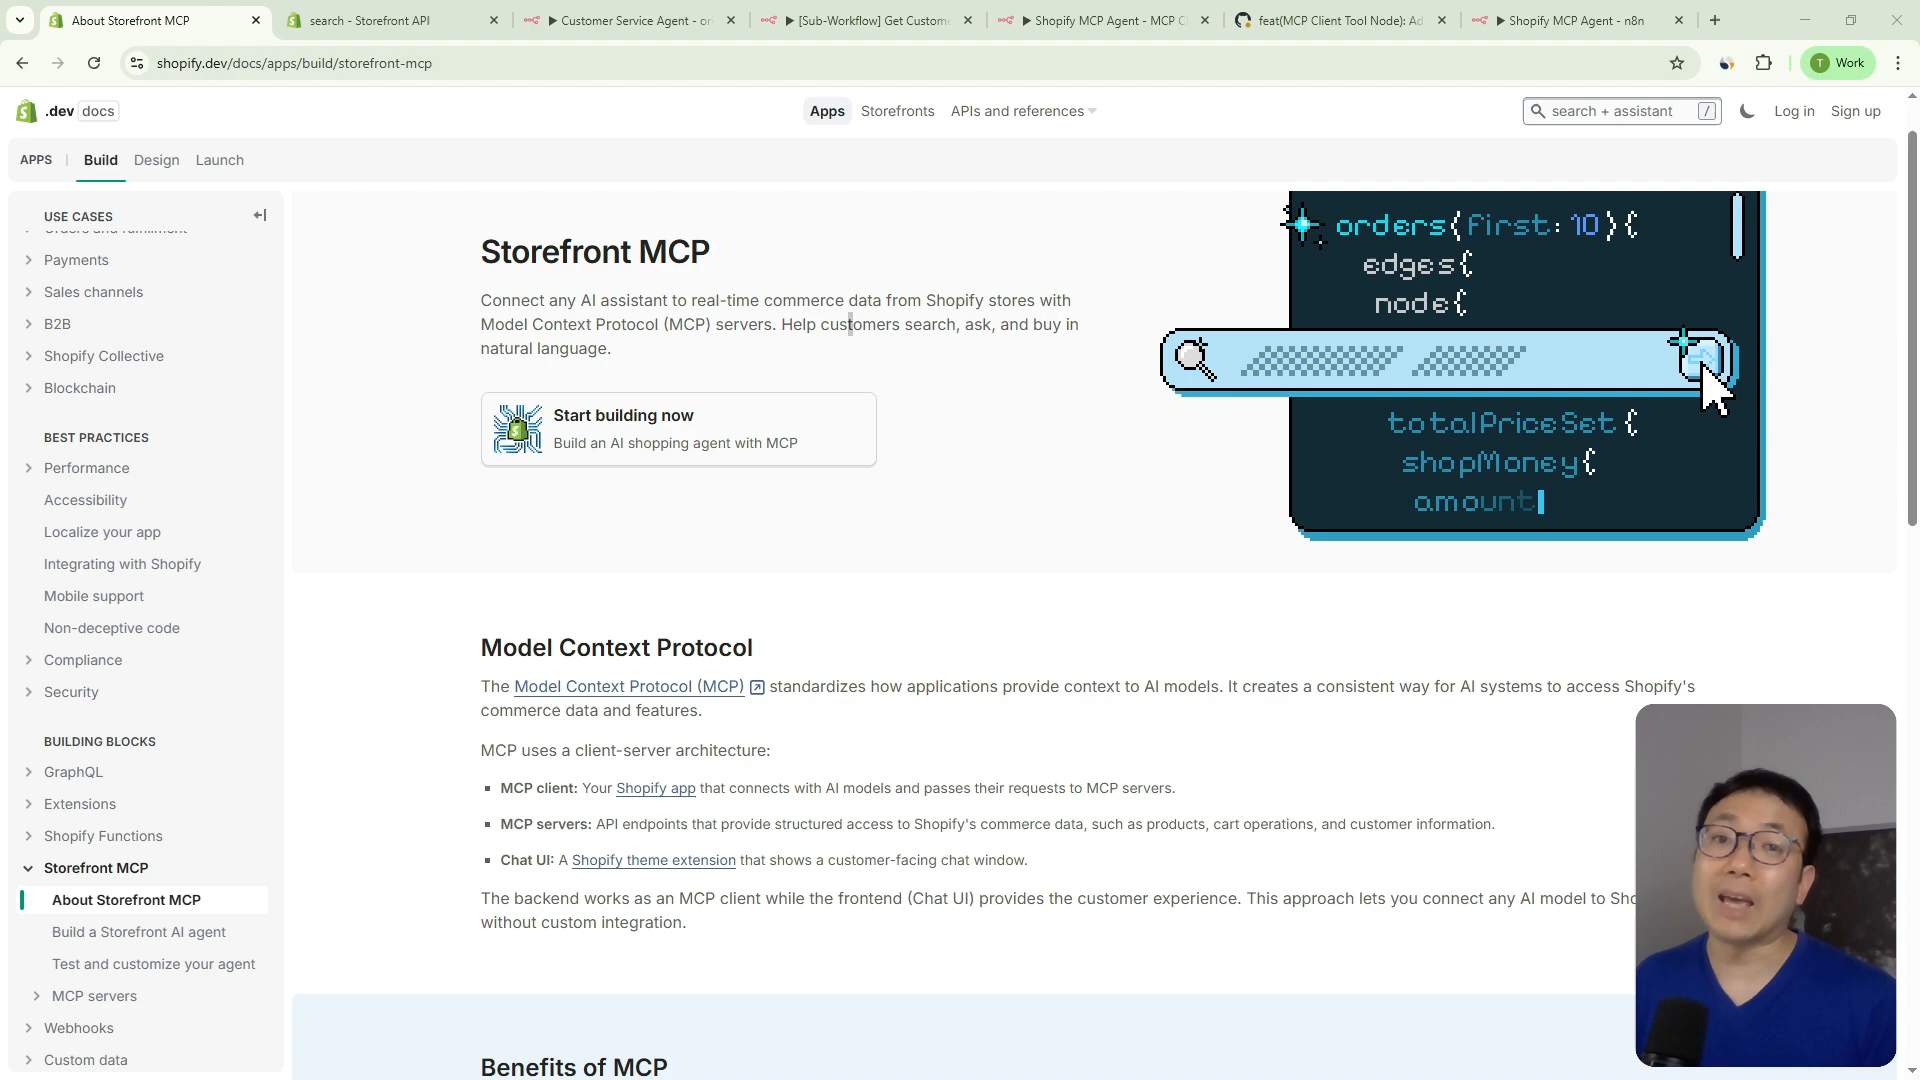 About Storefront MCP
search - Storefront API
Customer Service Agent - or
[Sub-Workflow] Get Custome
Shopify MCP Agent - MCP C
feat(MCP Client Tool Node): Ad
Shopify MCP Agent - n8n
shopify.dev/docs/apps/build/storefront-mcp
T Work
.dev docs
Apps
Storefronts
APIs and references
search + assistant /
Log in
Sign up
APPS
Build
Design
Launch
USE CASES
Orders and fulfillment
Payments
Sales channels
B2B
Shopify Collective
Blockchain
BEST PRACTICES
Performance
Accessibility
Localize your app
Integrating with Shopify
Mobile support
Non-deceptive code
Compliance
Security
BUILDING BLOCKS
GraphQL
Extensions
Shopify Functions
Storefront MCP
About Storefront MCP
Build a Storefront AI agent
Test and customize your agent
MCP servers
Webhooks
Custom data
Storefront MCP
Connect any AI assistant to real-time commerce data from Shopify stores with
Model Context Protocol (MCP) servers. Help customers search, ask, and buy in
natural language.
Start building now
Build an AI shopping agent with MCP
orders(first:10){
edges{
node{
totalPriceSet{
shopMoney{
amount
Model Context Protocol
The Model Context Protocol (MCP) standardizes how applications provide context to AI models. It creates a consistent way for AI systems to access Shopify's
commerce data and features.
MCP uses a client-server architecture:
MCP client: Your Shopify app that connects with AI models and passes their requests to MCP servers.
MCP servers: API endpoints that provide structured access to Shopify's commerce data, such as products, cart operations, and customer information.
Chat UI: A Shopify theme extension that shows a customer-facing chat window.
The backend works as an MCP client while the frontend (Chat UI) provides the customer experience. This approach lets you connect any AI model to Sho
without custom integration.
Benefits of MCP